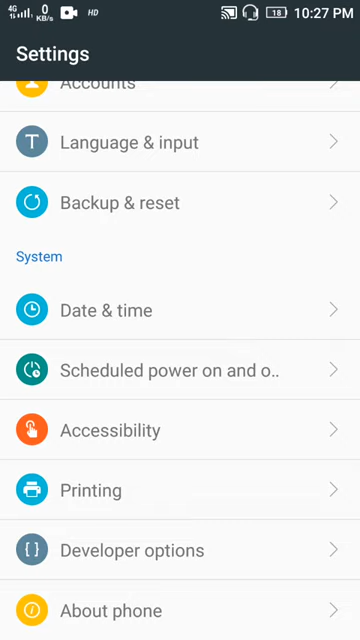 4G
0
KB/s
HD
18
10:27 PM
Settings
Accounts
Language & input
Backup & reset
System
Date & time
Scheduled power on and o..
Accessibility
Printing
Developer options
About phone